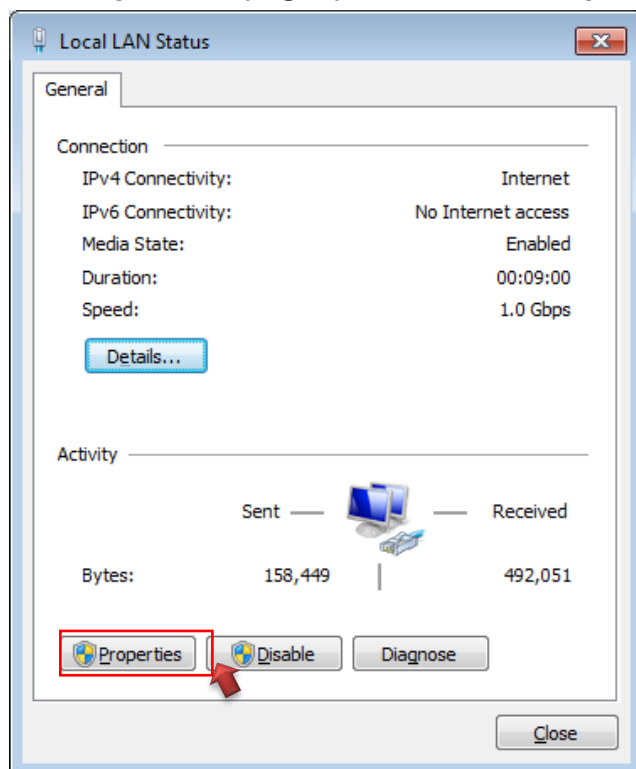 Local LAN Status
General
Connection
IPv4 Connectivity: Internet
IPv6 Connectivity: No Internet access
Media State: Enabled
Duration: 00:09:00
Speed: 1.0 Gbps
Details...
Activity
Sent Received
Bytes: 158,449 492,051
Properties Disable Diagnose
Close